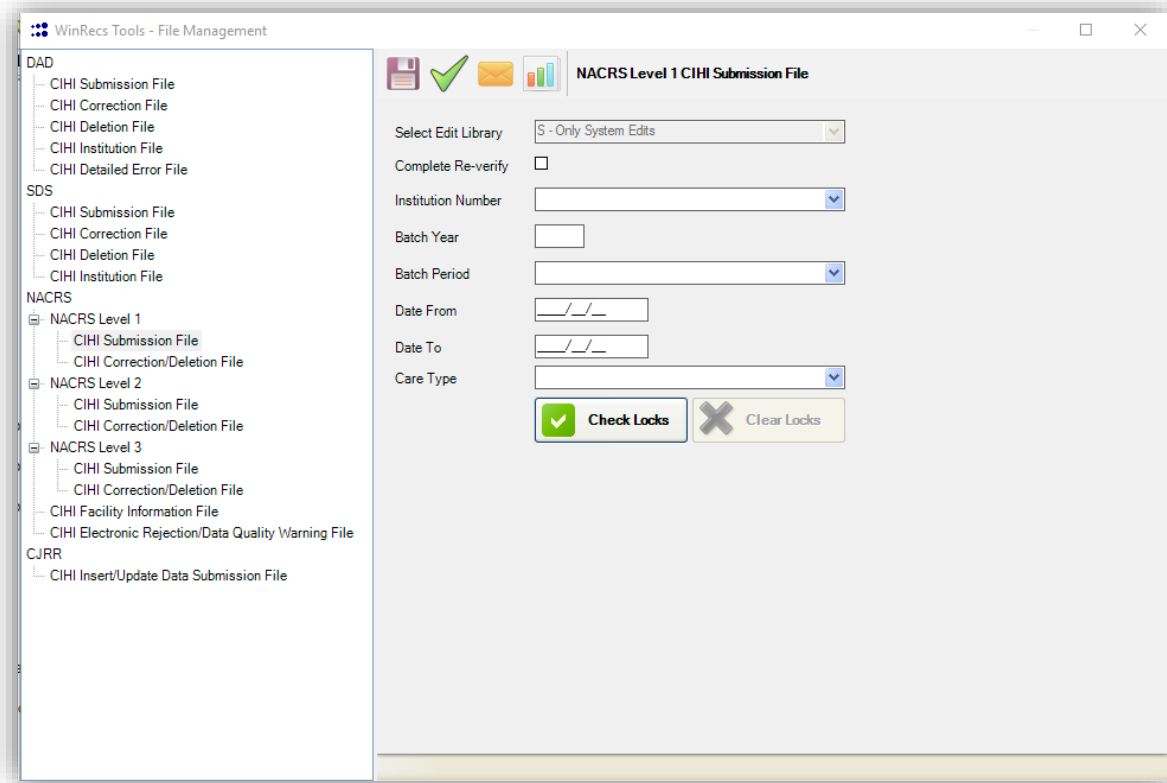 WinRecs Tools - File Management
DAD
CIHI Submission File
CIHI Correction File
CIHI Deletion File
CIHI Institution File
CIHI Detailed Error File
SDS
CIHI Submission File
CIHI Correction File
CIHI Deletion File
CIHI Institution File
NACRS
NACRS Level 1
CIHI Submission File
CIHI Correction/Deletion File
NACRS Level 2
CIHI Submission File
CIHI Correction/Deletion File
NACRS Level 3
CIHI Submission File
CIHI Correction/Deletion File
CIHI Facility Information File
CIHI Electronic Rejection/Data Quality Warning File
CJRR
CIHI Insert/Update Data Submission File
NACRS Level 1 CIHI Submission File
Select Edit Library S - Only System Edits
Complete Re-verify
Institution Number
Batch Year
Batch Period
Date From ____/__/__
Date To ____/__/__
Care Type
Check Locks Clear Locks